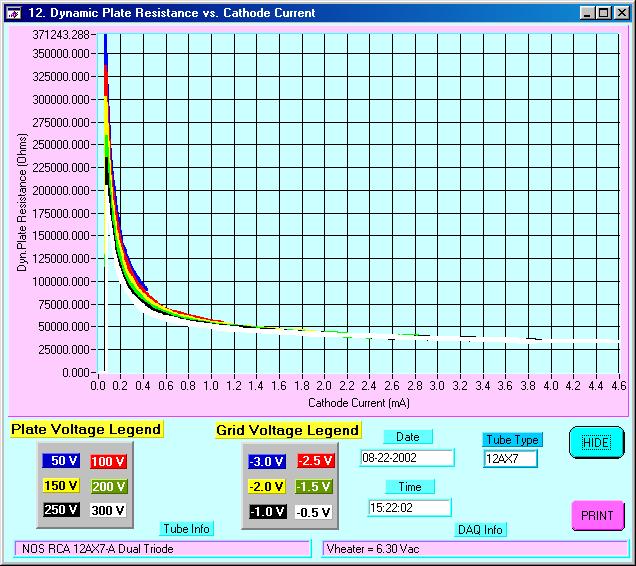 12. Dynamic Plate Resistance vs. Cathode Current
371243.288
350000.000
325000.000
300000.000
275000.000
250000.000
225000.000
200000.000
175000.000
150000.000
125000.000
100000.000
75000.000
50000.000
25000.000
0.000
Dyn.Plate Resistance (Ohms)
0.0 0.2 0.4 0.6 0.8 1.0 1.2 1.4 1.6 1.8 2.0 2.2 2.4 2.6 2.8 3.0 3.2 3.4 3.6 3.8 4.0 4.2 4.4 4.6
Cathode Current (mA)
Plate Voltage Legend
50 V 100 V
150 V 200 V
250 V 300 V
Grid Voltage Legend
-3.0 V -2.5 V
-2.0 V -1.5 V
-1.0 V -0.5 V
Date
08-22-2002
Time
15:22:02
Tube Type
12AX7
HIDE
PRINT
Tube Info
NOS RCA 12AX7-A Dual Triode
DAQ Info
Vheater = 6.30 Vac